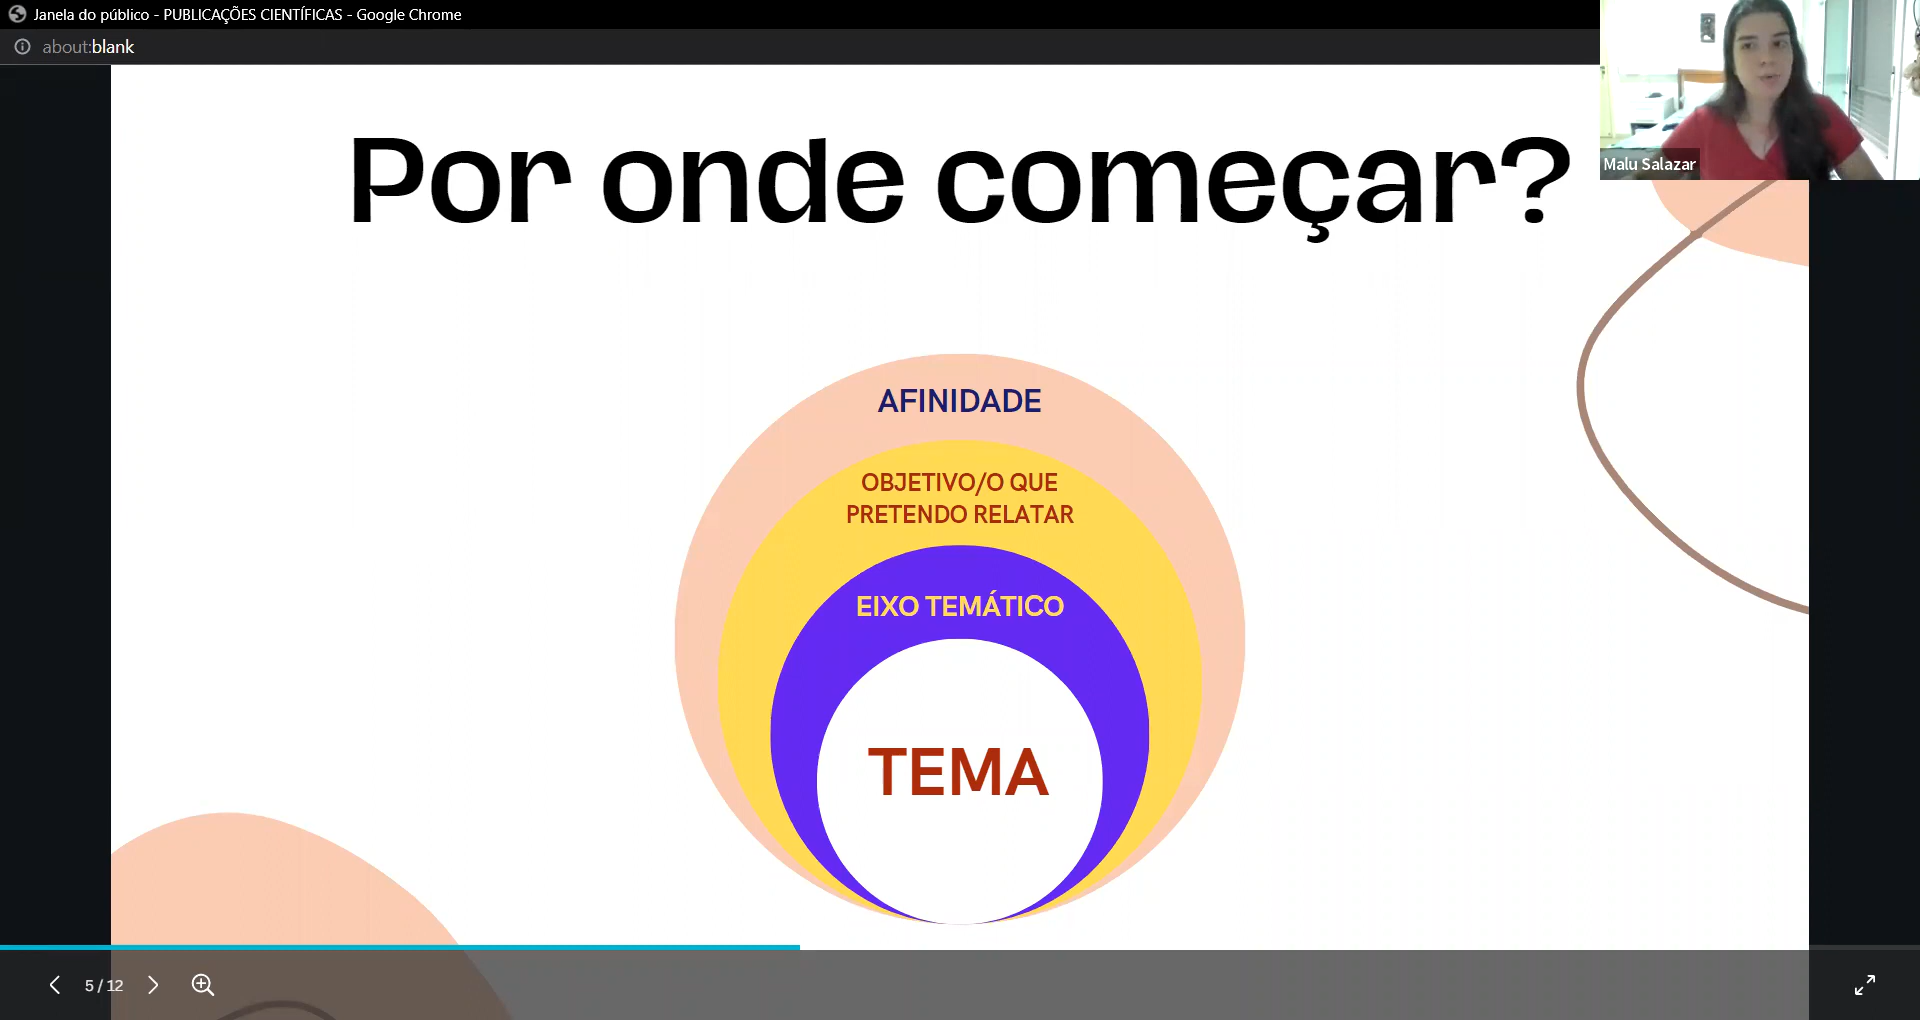 Janela do público - PUBLICAÇÕES CIENTÍFICAS - Google Chrome
about:blank
Malu Salazar
Por onde começar?
AFINIDADE
OBJETIVO/O QUE
PRETENDO RELATAR
EIXO TEMÁTICO
TEMA
5 / 12